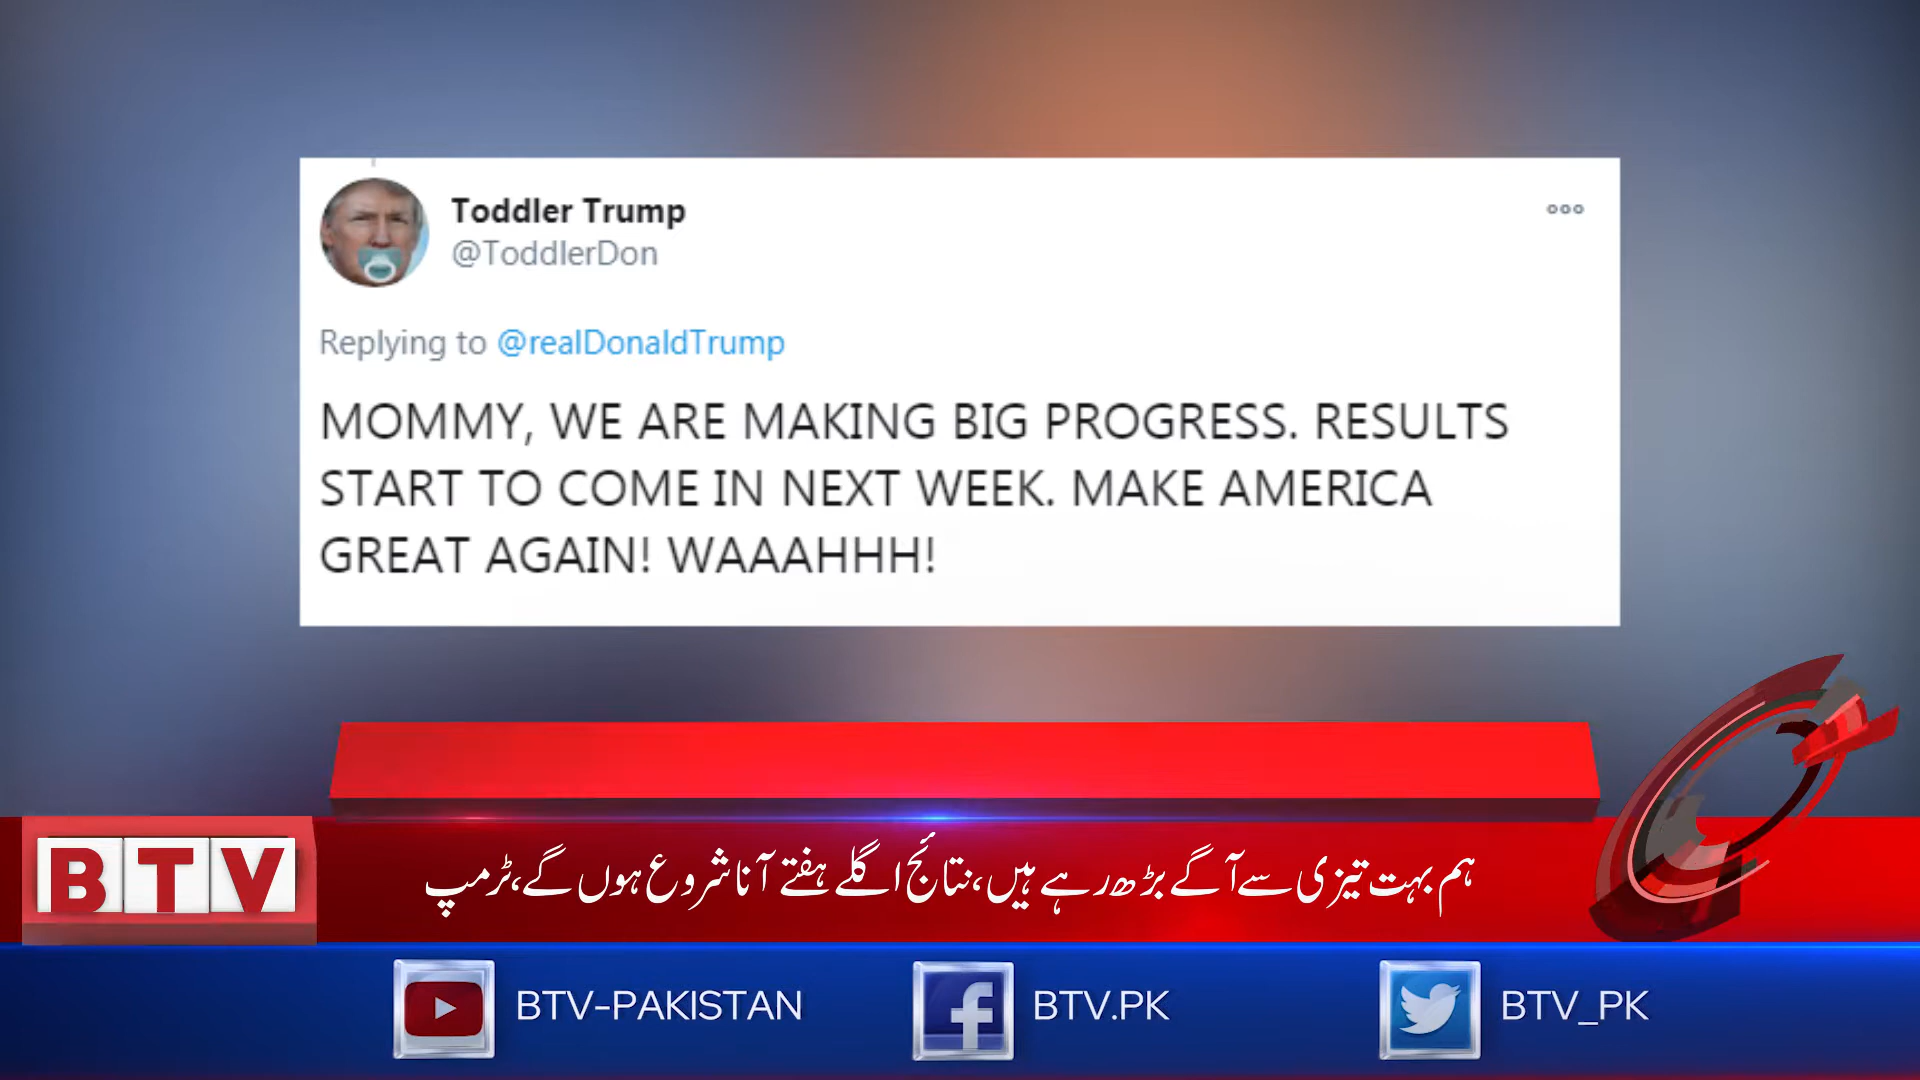 Toddler Trump
@ToddlerDon
Replying to @realDonaldTrump
MOMMY, WE ARE MAKING BIG PROGRESS. RESULTS
START TO COME IN NEXT WEEK. MAKE AMERICA
GREAT AGAIN! WAAAHHH!
BTV
ہم بہت تیزی سے آگے بڑھ رہے ہیں، نتائج اگلے ہفتے آنا شروع ہوں گے، ٹرمپ
BTV-PAKISTAN
BTV.PK
BTV_PK